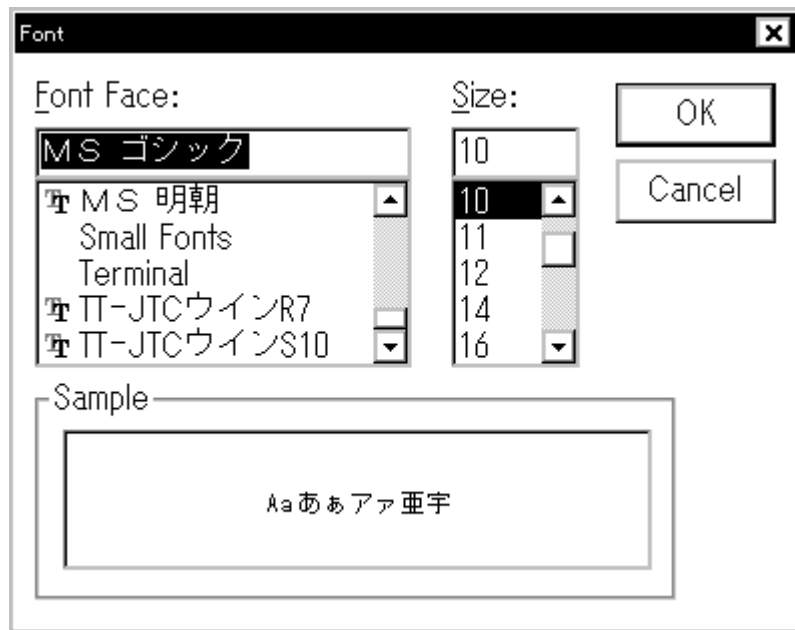 Font
Font Face:
Size:
MS ゴシック
10
OK
Cancel
MS 明朝
Small Fonts
Terminal
TT-JTCウインR7
TT-JTCウインS10
10
11
12
14
16
Sample
Aaあぁアァ亜宇